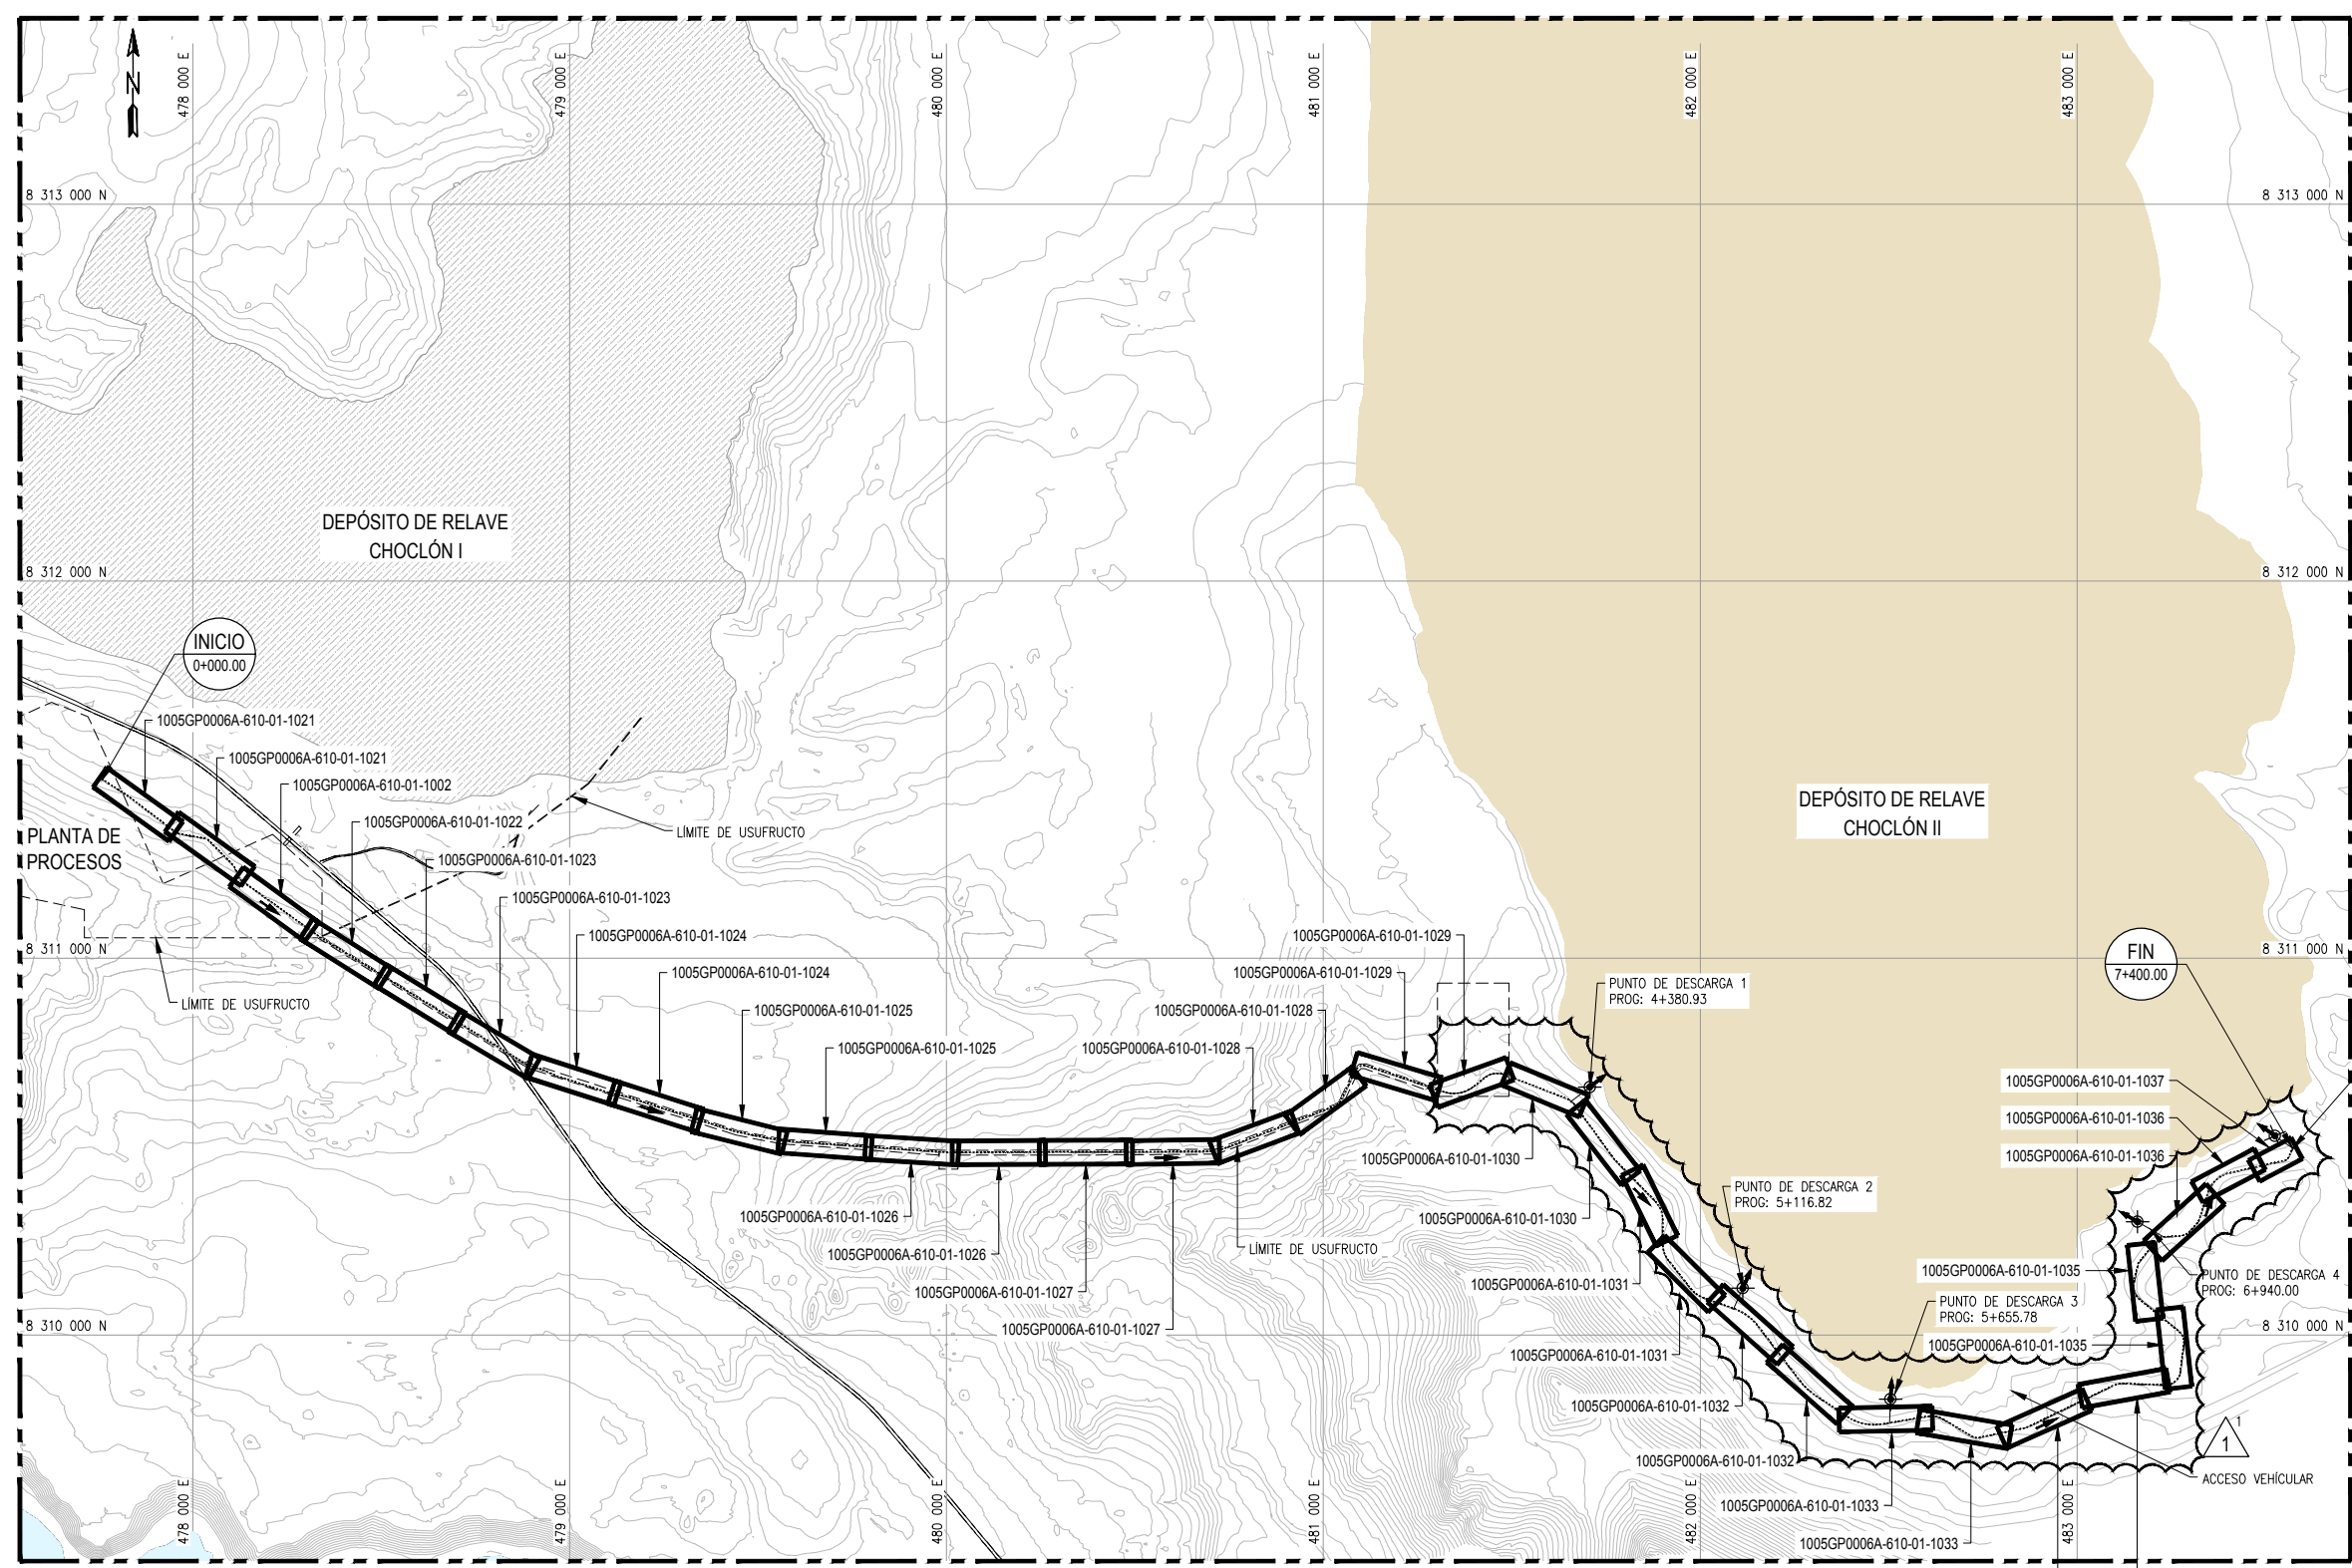 N
478 000 E
479 000 E
480 000 E
481 000 E
482 000 E
483 000 E
8 313 000 N
8 313 000 N
DEPÓSITO DE RELAVE
CHOCLÓN I
8 312 000 N
8 312 000 N
INICIO
0+000.00
1005GP0006A-610-01-1021
1005GP0006A-610-01-1021
1005GP0006A-610-01-1002
1005GP0006A-610-01-1022
1005GP0006A-610-01-1023
1005GP0006A-610-01-1023
1005GP0006A-610-01-1024
1005GP0006A-610-01-1024
1005GP0006A-610-01-1025
1005GP0006A-610-01-1025
LÍMITE DE USUFRUCTO
PLANTA DE
PROCESOS
DEPÓSITO DE RELAVE
CHOCLÓN II
8 311 000 N
8 311 000 N
LÍMITE DE USUFRUCTO
1005GP0006A-610-01-1029
1005GP0006A-610-01-1029
1005GP0006A-610-01-1028
1005GP0006A-610-01-1028
PUNTO DE DESCARGA 1
PROG: 4+380.93
FIN
7+400.00
1005GP0006A-610-01-1037
1005GP0006A-610-01-1036
1005GP0006A-610-01-1036
1005GP0006A-610-01-1030
1005GP0006A-610-01-1030
PUNTO DE DESCARGA 2
PROG: 5+116.82
1005GP0006A-610-01-1026
1005GP0006A-610-01-1026
1005GP0006A-610-01-1027
1005GP0006A-610-01-1027
LÍMITE DE USUFRUCTO
1005GP0006A-610-01-1031
1005GP0006A-610-01-1031
1005GP0006A-610-01-1035
PUNTO DE DESCARGA 4
PROG: 6+940.00
PUNTO DE DESCARGA 3
PROG: 5+655.78
8 310 000 N
8 310 000 N
1005GP0006A-610-01-1035
1005GP0006A-610-01-1032
1005GP0006A-610-01-1032
1005GP0006A-610-01-1033
1005GP0006A-610-01-1033
1
1
ACCESO VEHÍCULAR
478 000 E
479 000 E
480 000 E
481 000 E
482 000 E
483 000 E